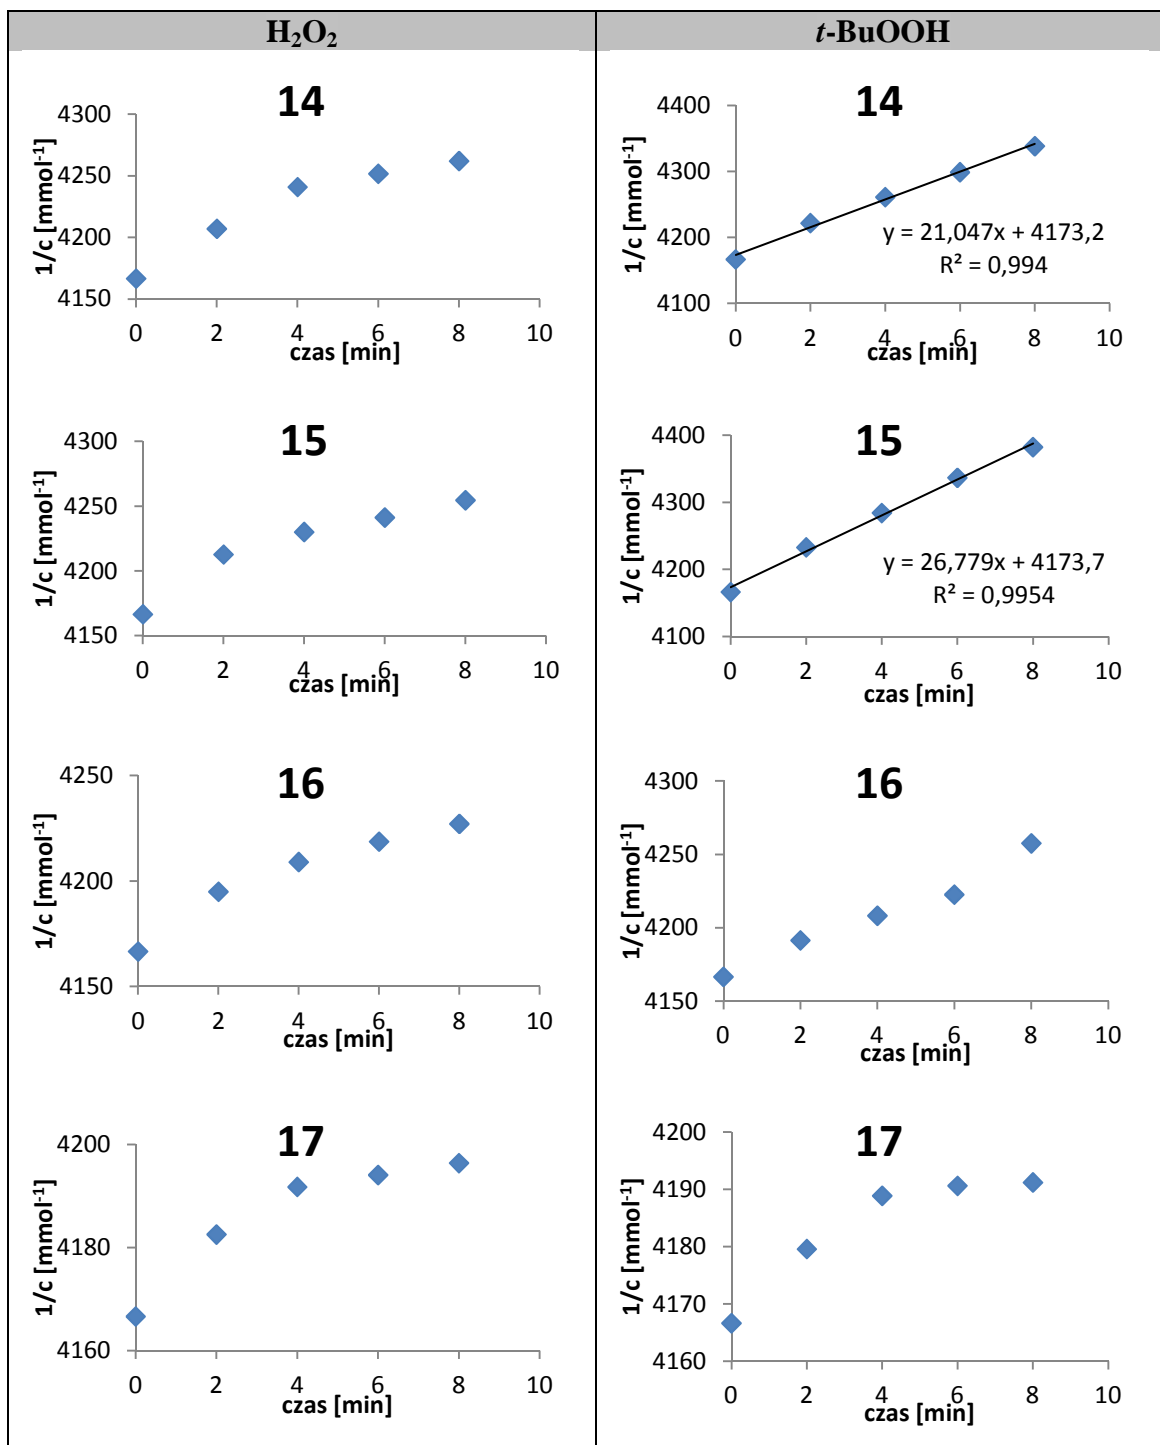 H₂O₂
t-BuOOH
14
4300
4250
4200
4150
1/c [mmol⁻¹]
0 2 4 6 8 10
czas [min]
14
4400
4300
4200
4100
1/c [mmol⁻¹]
y = 21,047x + 4173,2
R² = 0,994
0 2 4 6 8 10
czas [min]
15
4300
4250
4200
4150
1/c [mmol⁻¹]
0 2 4 6 8 10
czas [min]
15
4400
4300
4200
4100
1/c [mmol⁻¹]
y = 26,779x + 4173,7
R² = 0,9954
0 2 4 6 8 10
czas [min]
16
4250
4200
4150
1/c [mmol⁻¹]
0 2 4 6 8 10
czas [min]
16
4300
4250
4200
4150
1/c [mmol⁻¹]
0 2 4 6 8 10
czas [min]
17
4200
4180
4160
1/c [mmol⁻¹]
0 2 4 6 8 10
czas [min]
17
4200
4190
4180
4170
4160
1/c [mmol⁻¹]
0 2 4 6 8 10
czas [min]